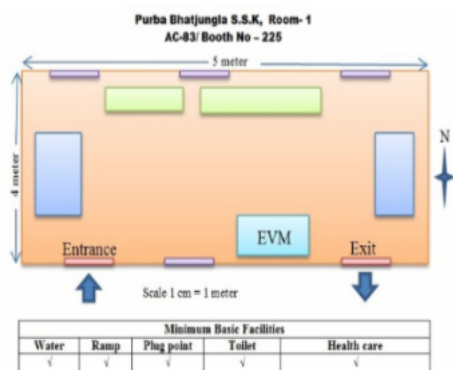 Purba Bhatjungla S.S.K, Room- 1
AC-83/ Booth No – 225
5 meter
4 meter
N
EVM
Entrance
Exit
Scale 1 cm = 1 meter
Minimum Basic Facilities
Water Ramp Plug point Toilet Health care
√ √ √ √ √